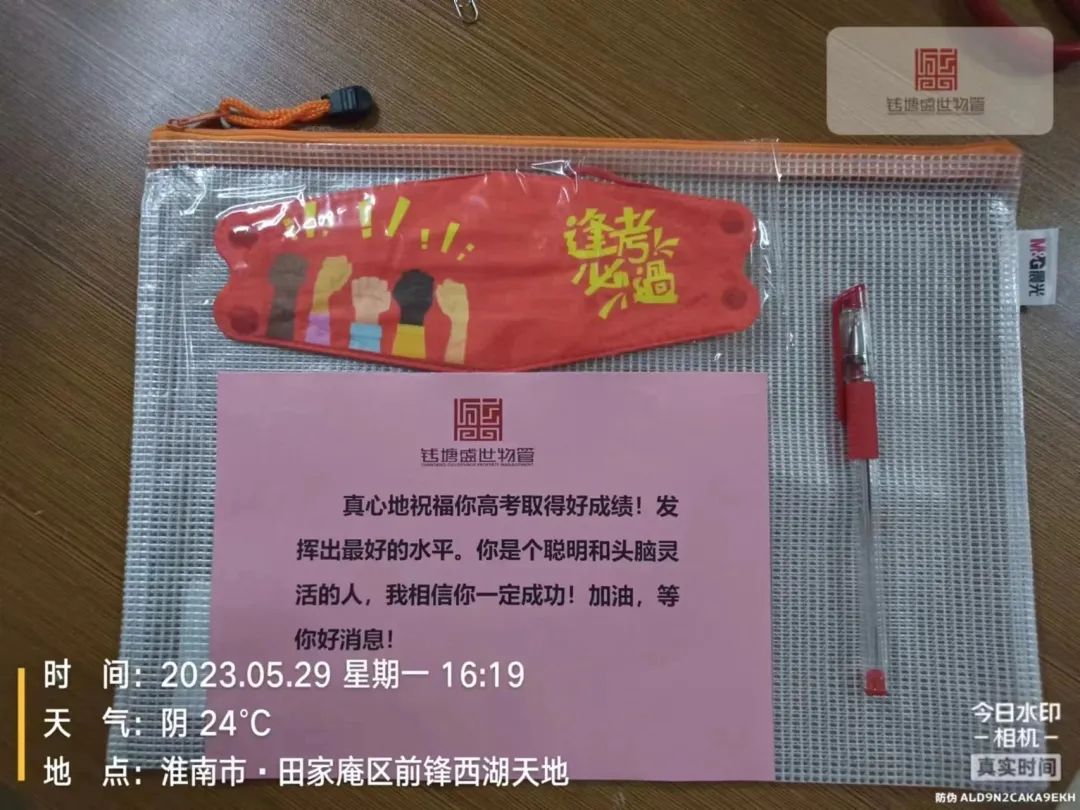 钱塘盛世物管
逢考
必過
M&G晨光
钱塘盛世物管
真心地祝福你高考取得好成绩！发
挥出最好的水平。你是个聪明和头脑灵
活的人，我相信你一定成功！加油，等
你好消息！
时 间：2023.05.29 星期一 16:19
天 气：阴 24℃
地 点：淮南市·田家庵区前锋西湖天地
今日水印
-相机-
真实时间
防伪 ALD9N2CAKA9EKH